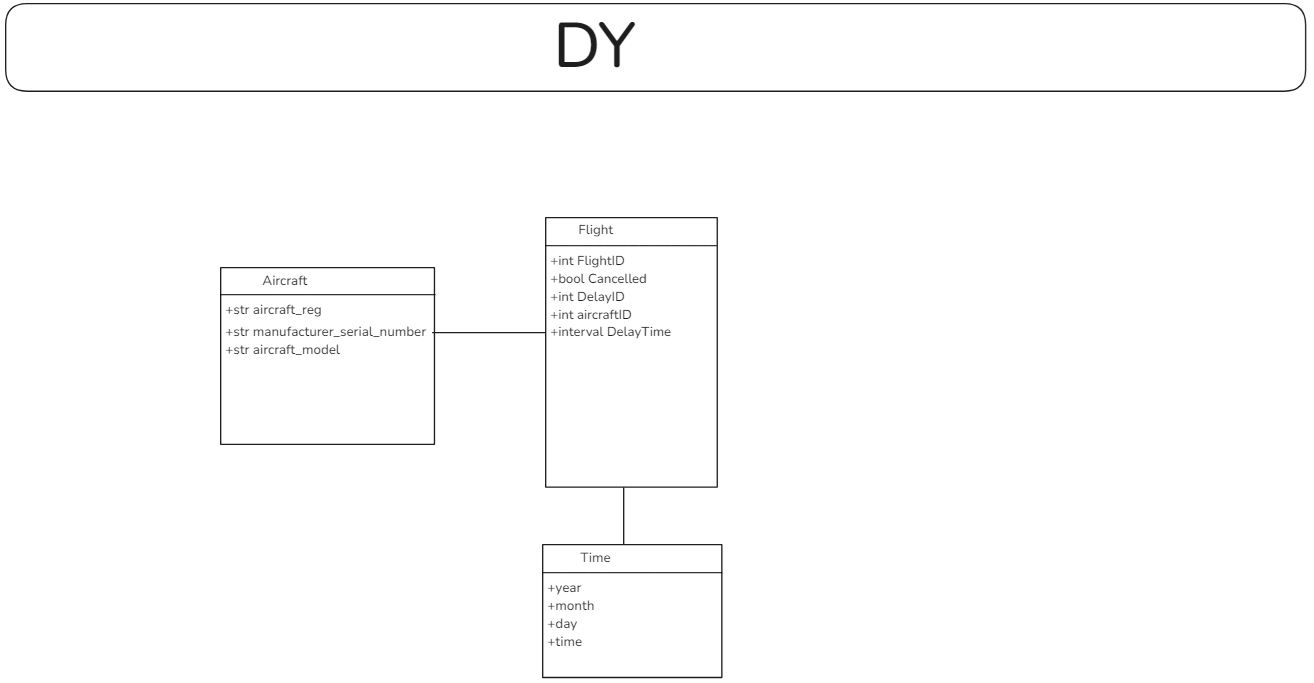 DY
Aircraft
+str aircraft_reg
+str manufacturer_serial_number
+str aircraft_model
Flight
+int FlightID
+bool Cancelled
+int DelayID
+int aircraftID
+interval DelayTime
Time
+year
+month
+day
+time